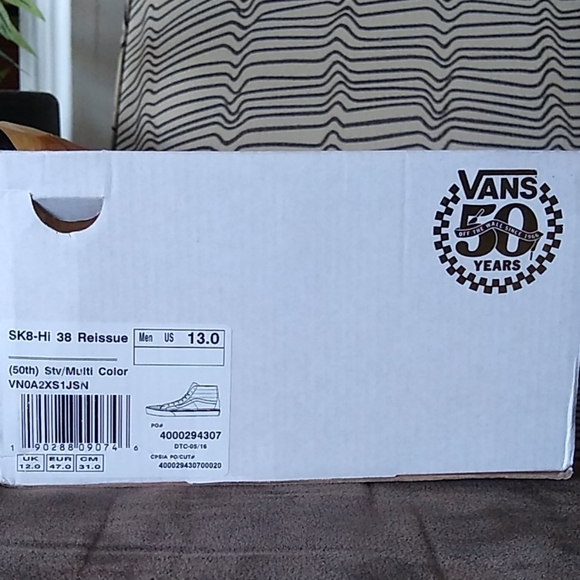 VANS
50
OFF THE WALL SINCE 1966
YEARS
SK8-Hi 38 Reissue
Men US 13.0
(50th) Stv/Multi Color
VN0A2XS1JSN
PO#
4000294307
DTC-05/16
1 90288 09074 6
CPSIA PO/CUT#
400029430700020
UK EUR CM
12.0 47.0 31.0